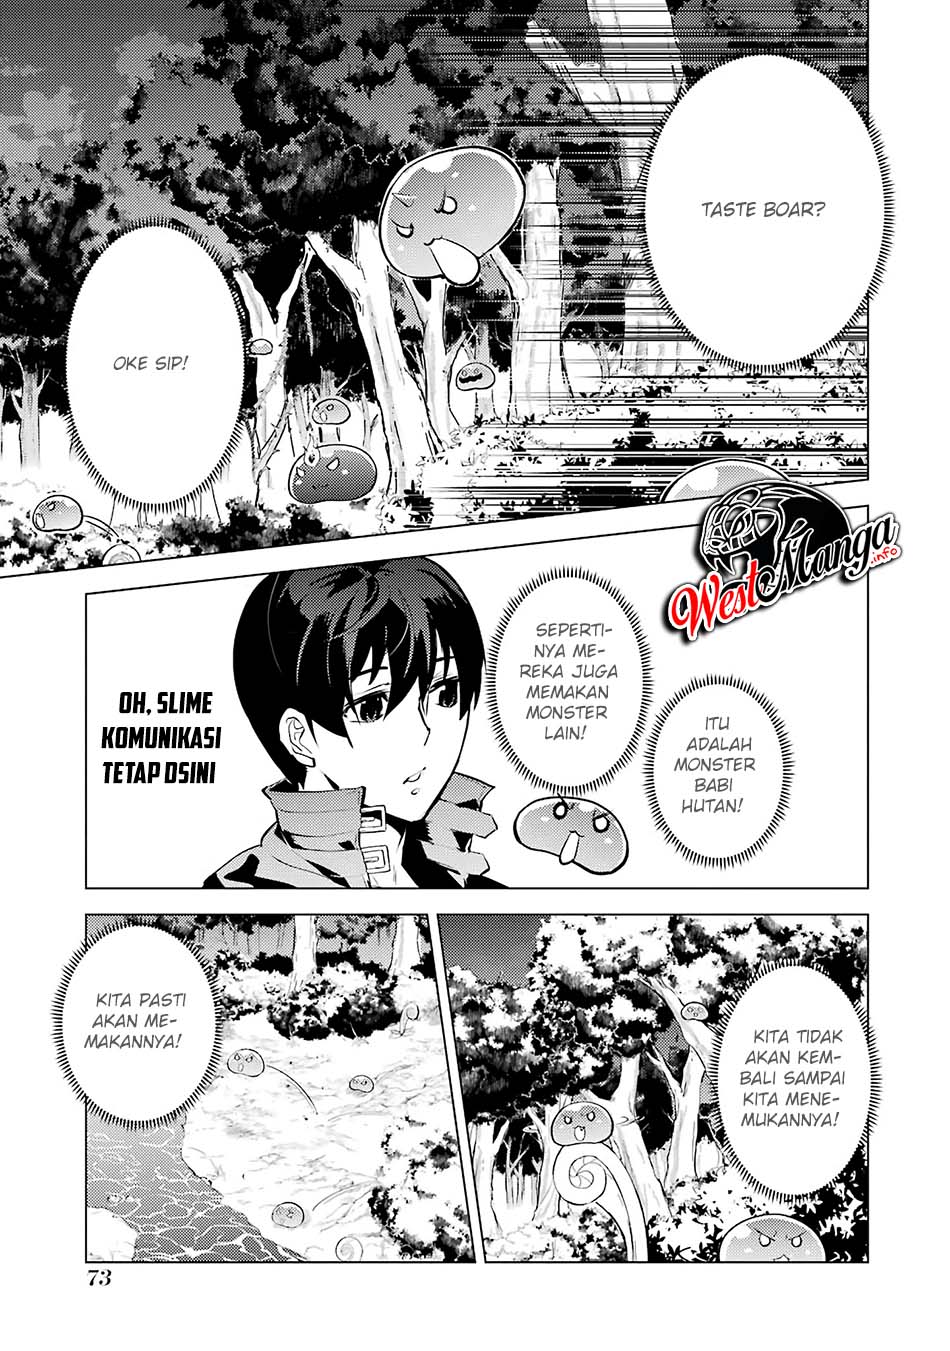 TASTE BOAR?
OKE SIP!
WEST MANGA
.info
SEPERTI-
NYA ME-
REKA JUGA
MEMAKAN
MONSTER
LAIN!
ITU
ADALAH
MONSTER
BABI
HUTAN!
OH, SLIME
KOMUNIKASI
TETAP DSINI
KITA TIDAK
AKAN KEM-
BALI SAMPAI
KITA MENE-
MUKANNYA!
KITA PASTI
AKAN ME-
MAKANNYA!
73